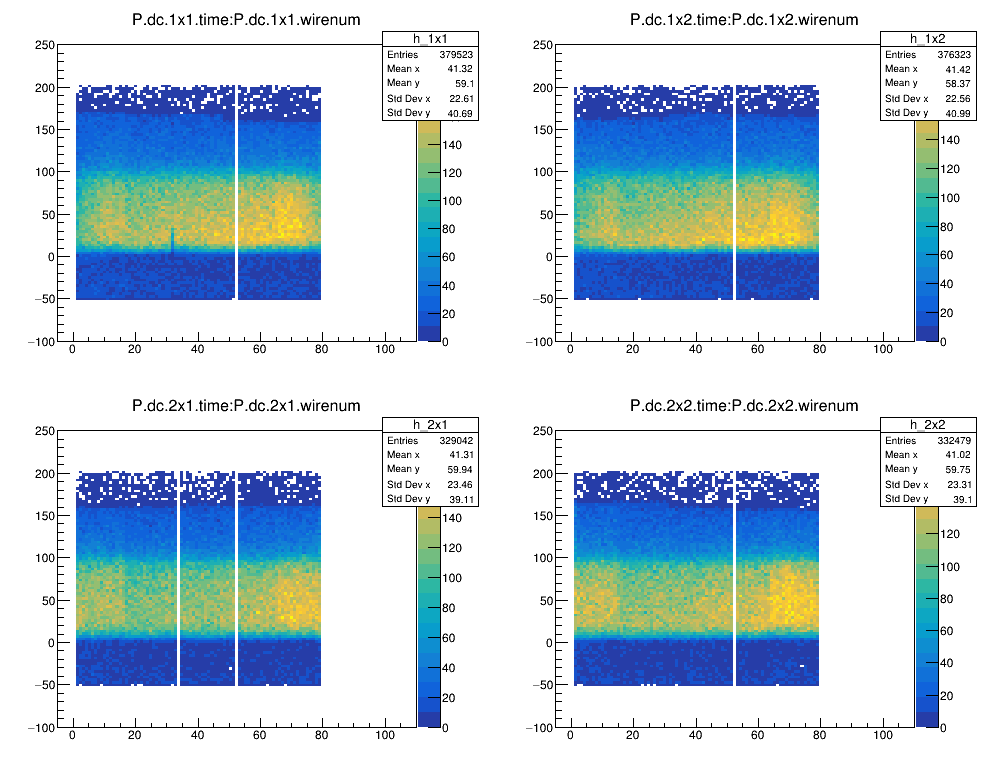 P.dc.1x1.time:P.dc.1x1.wirenum
h_1x1
Entries 379523
Mean x 41.32
Mean y 59.1
Std Dev x 22.61
Std Dev y 40.69
250
200
150
100
50
0
−50
−100
0 20 40 60 80 100
140
120
100
80
60
40
20
0
P.dc.1x2.time:P.dc.1x2.wirenum
h_1x2
Entries 376323
Mean x 41.42
Mean y 58.37
Std Dev x 22.56
Std Dev y 40.99
250
200
150
100
50
0
−50
−100
0 20 40 60 80 100
140
120
100
80
60
40
20
0
P.dc.2x1.time:P.dc.2x1.wirenum
h_2x1
Entries 329042
Mean x 41.31
Mean y 59.94
Std Dev x 23.46
Std Dev y 39.11
250
200
150
100
50
0
−50
−100
0 20 40 60 80 100
140
120
100
80
60
40
20
0
P.dc.2x2.time:P.dc.2x2.wirenum
h_2x2
Entries 332479
Mean x 41.02
Mean y 59.75
Std Dev x 23.31
Std Dev y 39.1
250
200
150
100
50
0
−50
−100
0 20 40 60 80 100
120
100
80
60
40
20
0